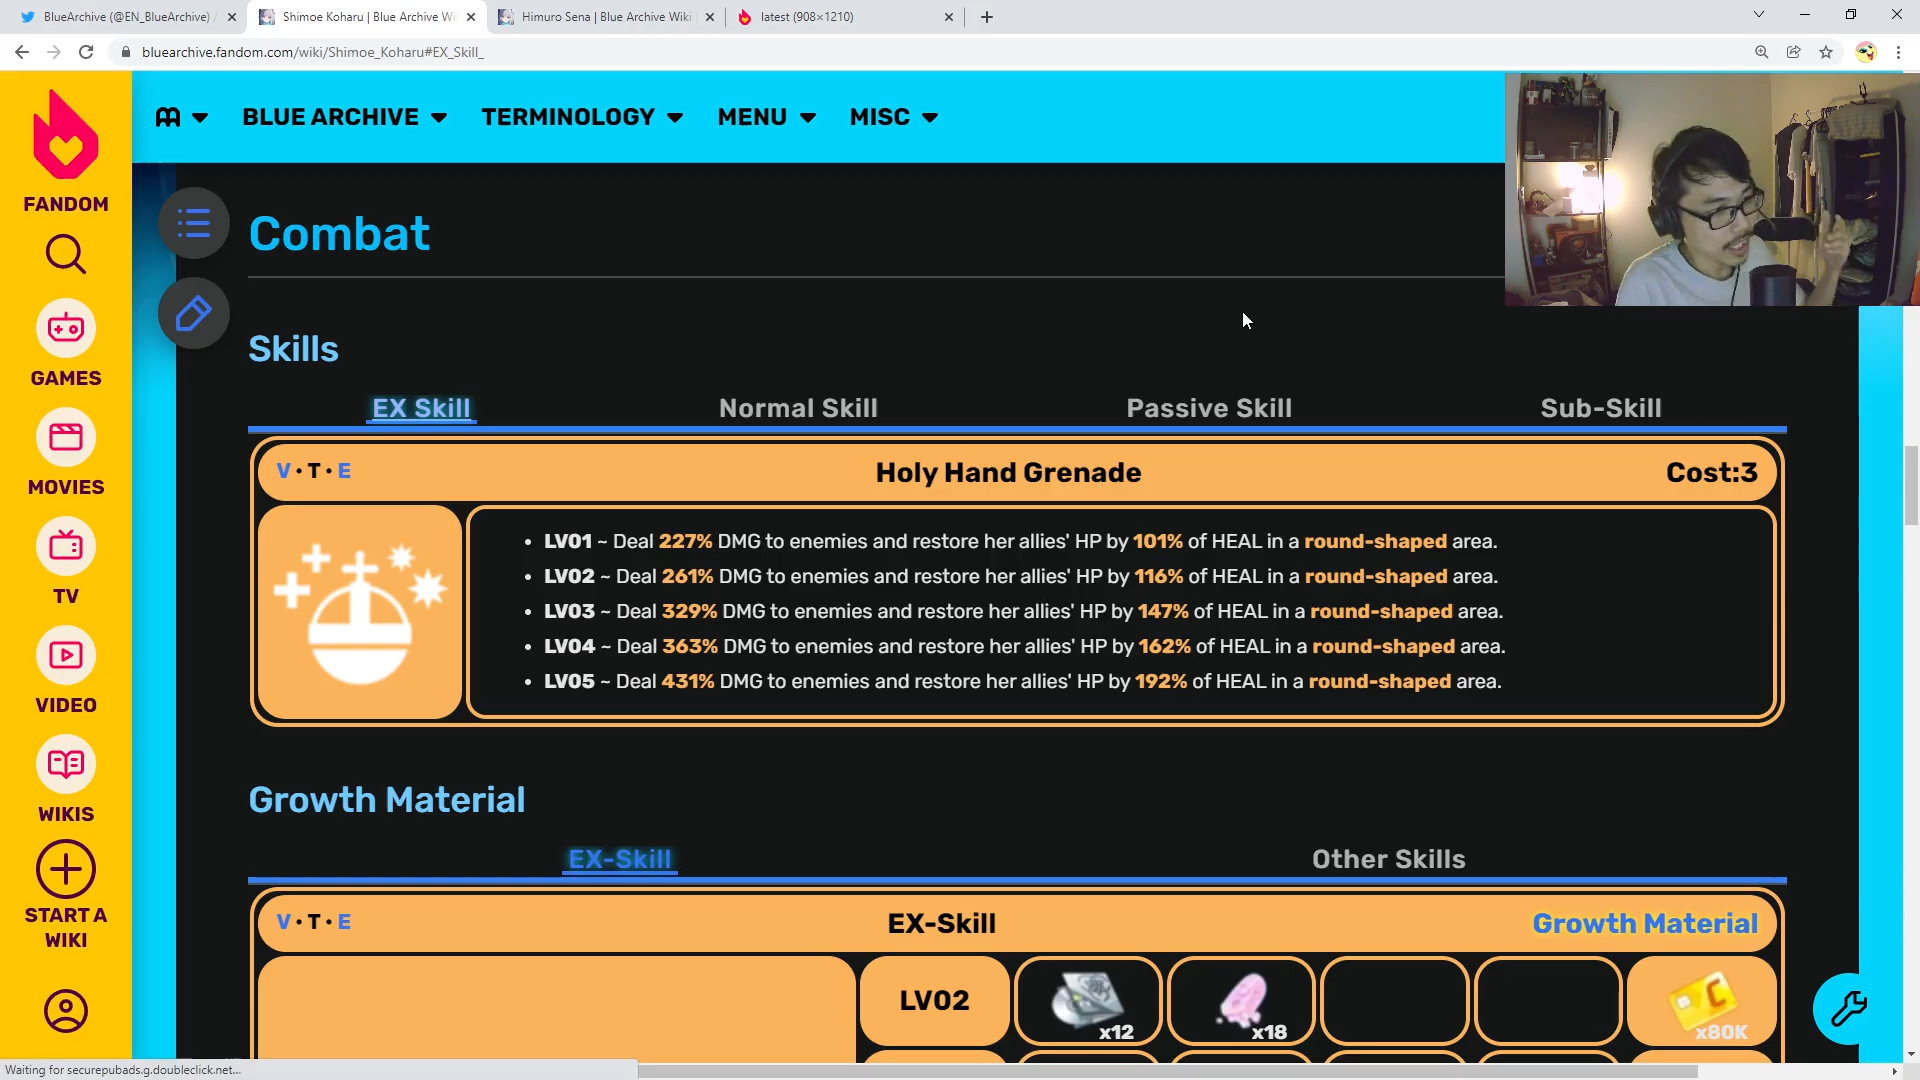 BlueArchive (@EN_BlueArchive) /
Shimoe Koharu | Blue Archive Wi
Himuro Sena | Blue Archive Wiki
latest (908×1210)
bluearchive.fandom.com/wiki/Shimoe_Koharu#EX_Skill_
BLUE ARCHIVE
TERMINOLOGY
MENU
MISC
FANDOM
GAMES
MOVIES
TV
VIDEO
WIKIS
START A
WIKI
Combat
Skills
EX Skill
Normal Skill
Passive Skill
Sub-Skill
V · T · E
Holy Hand Grenade
Cost:3
• LV01 ~ Deal 227% DMG to enemies and restore her allies' HP by 101% of HEAL in a round-shaped area.
• LV02 ~ Deal 261% DMG to enemies and restore her allies' HP by 116% of HEAL in a round-shaped area.
• LV03 ~ Deal 329% DMG to enemies and restore her allies' HP by 147% of HEAL in a round-shaped area.
• LV04 ~ Deal 363% DMG to enemies and restore her allies' HP by 162% of HEAL in a round-shaped area.
• LV05 ~ Deal 431% DMG to enemies and restore her allies' HP by 192% of HEAL in a round-shaped area.
Growth Material
EX-Skill
Other Skills
V · T · E
EX-Skill
Growth Material
LV02
x12
x18
x80K
Waiting for securepubads.g.doubleclick.net...